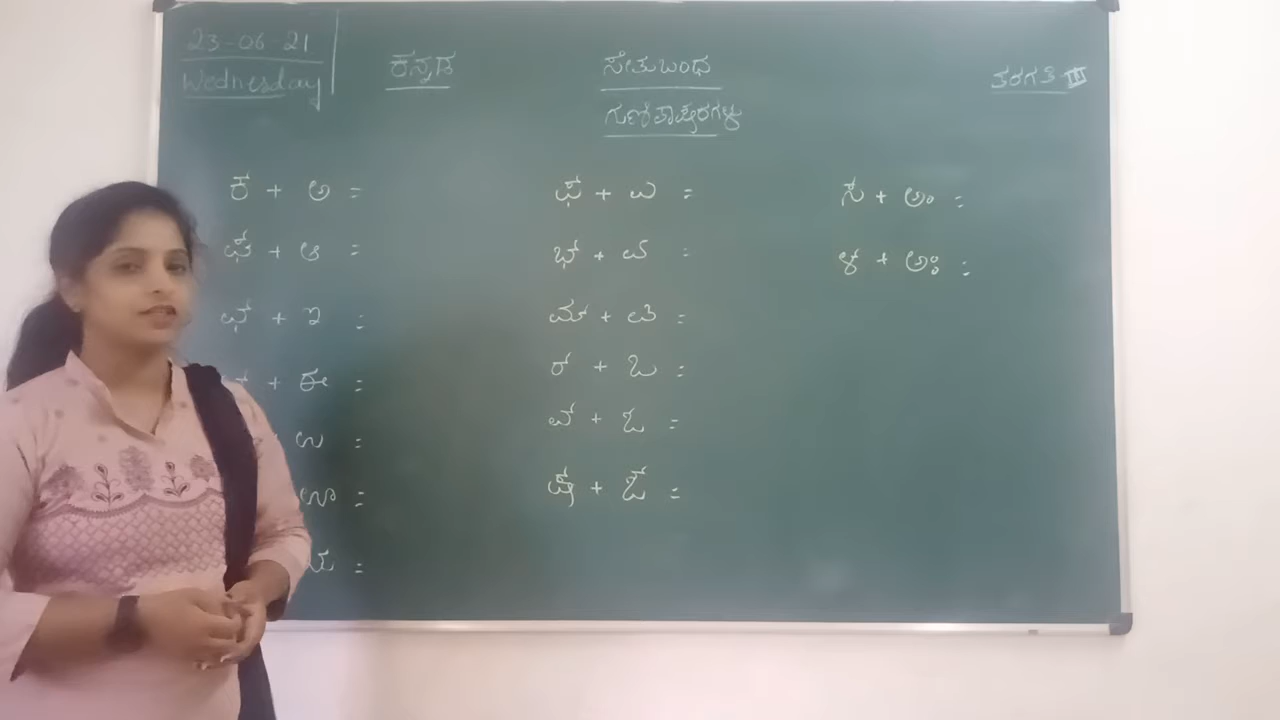 23-06-21
Wednesday
ಕನ್ನಡ
ಸೇತುಬಂಧ
ಗುಣಿತಾಕ್ಷರಗಳು
ತರಗತಿ-III
ಕ್ + ಅ =
ಘ್ + ಆ =
ಛ್ + ಇ =
+ ಈ =
ಉ =
ಊ =
=
ಫ್ + ಎ =
ಭ್ + ಏ =
ಮ್ + ಐ =
ರ್ + ಒ =
ವ್ + ಓ =
ಷ್ + ಔ =
ಸ್ + ಅಂ =
ಳ್ + ಅಃ =